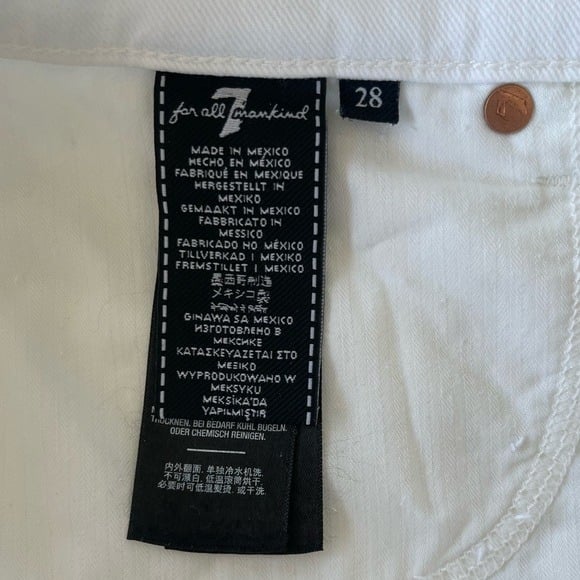 for all 7 mankind
28
MADE IN MEXICO
HECHO EN MÉXICO
FABRIQUÉ EN MEXIQUE
HERGESTELLT IN
MEXIKO
GEMAAKT IN MEXICO
FABBRICATO IN
MESSICO
FABRICADO NO MÉXICO
TILLVERKAD I MEXIKO
FREMSTILLET I MEXICO
墨西哥制造
メキシコ製
GINAWA SA MEXICO
ИЗГОТОВЛЕНО В
МЕКСИКЕ
ΚΑΤΑΣΚΕΥΑΖΕΤΑΙ ΣΤΟ
ΜΕΞΙΚΟ
WYPRODUKOWANO W
MEKSYKU
MEKSİKA'DA
YAPILMIŞTIR
TROCKNEN. BEI BEDARF KÜHL BÜGELN.
ODER CHEMISCH REINIGEN.
内外翻面. 单独冷水机洗.
不可漂白. 低温滚筒烘干.
必要时可低温熨烫. 或干洗.